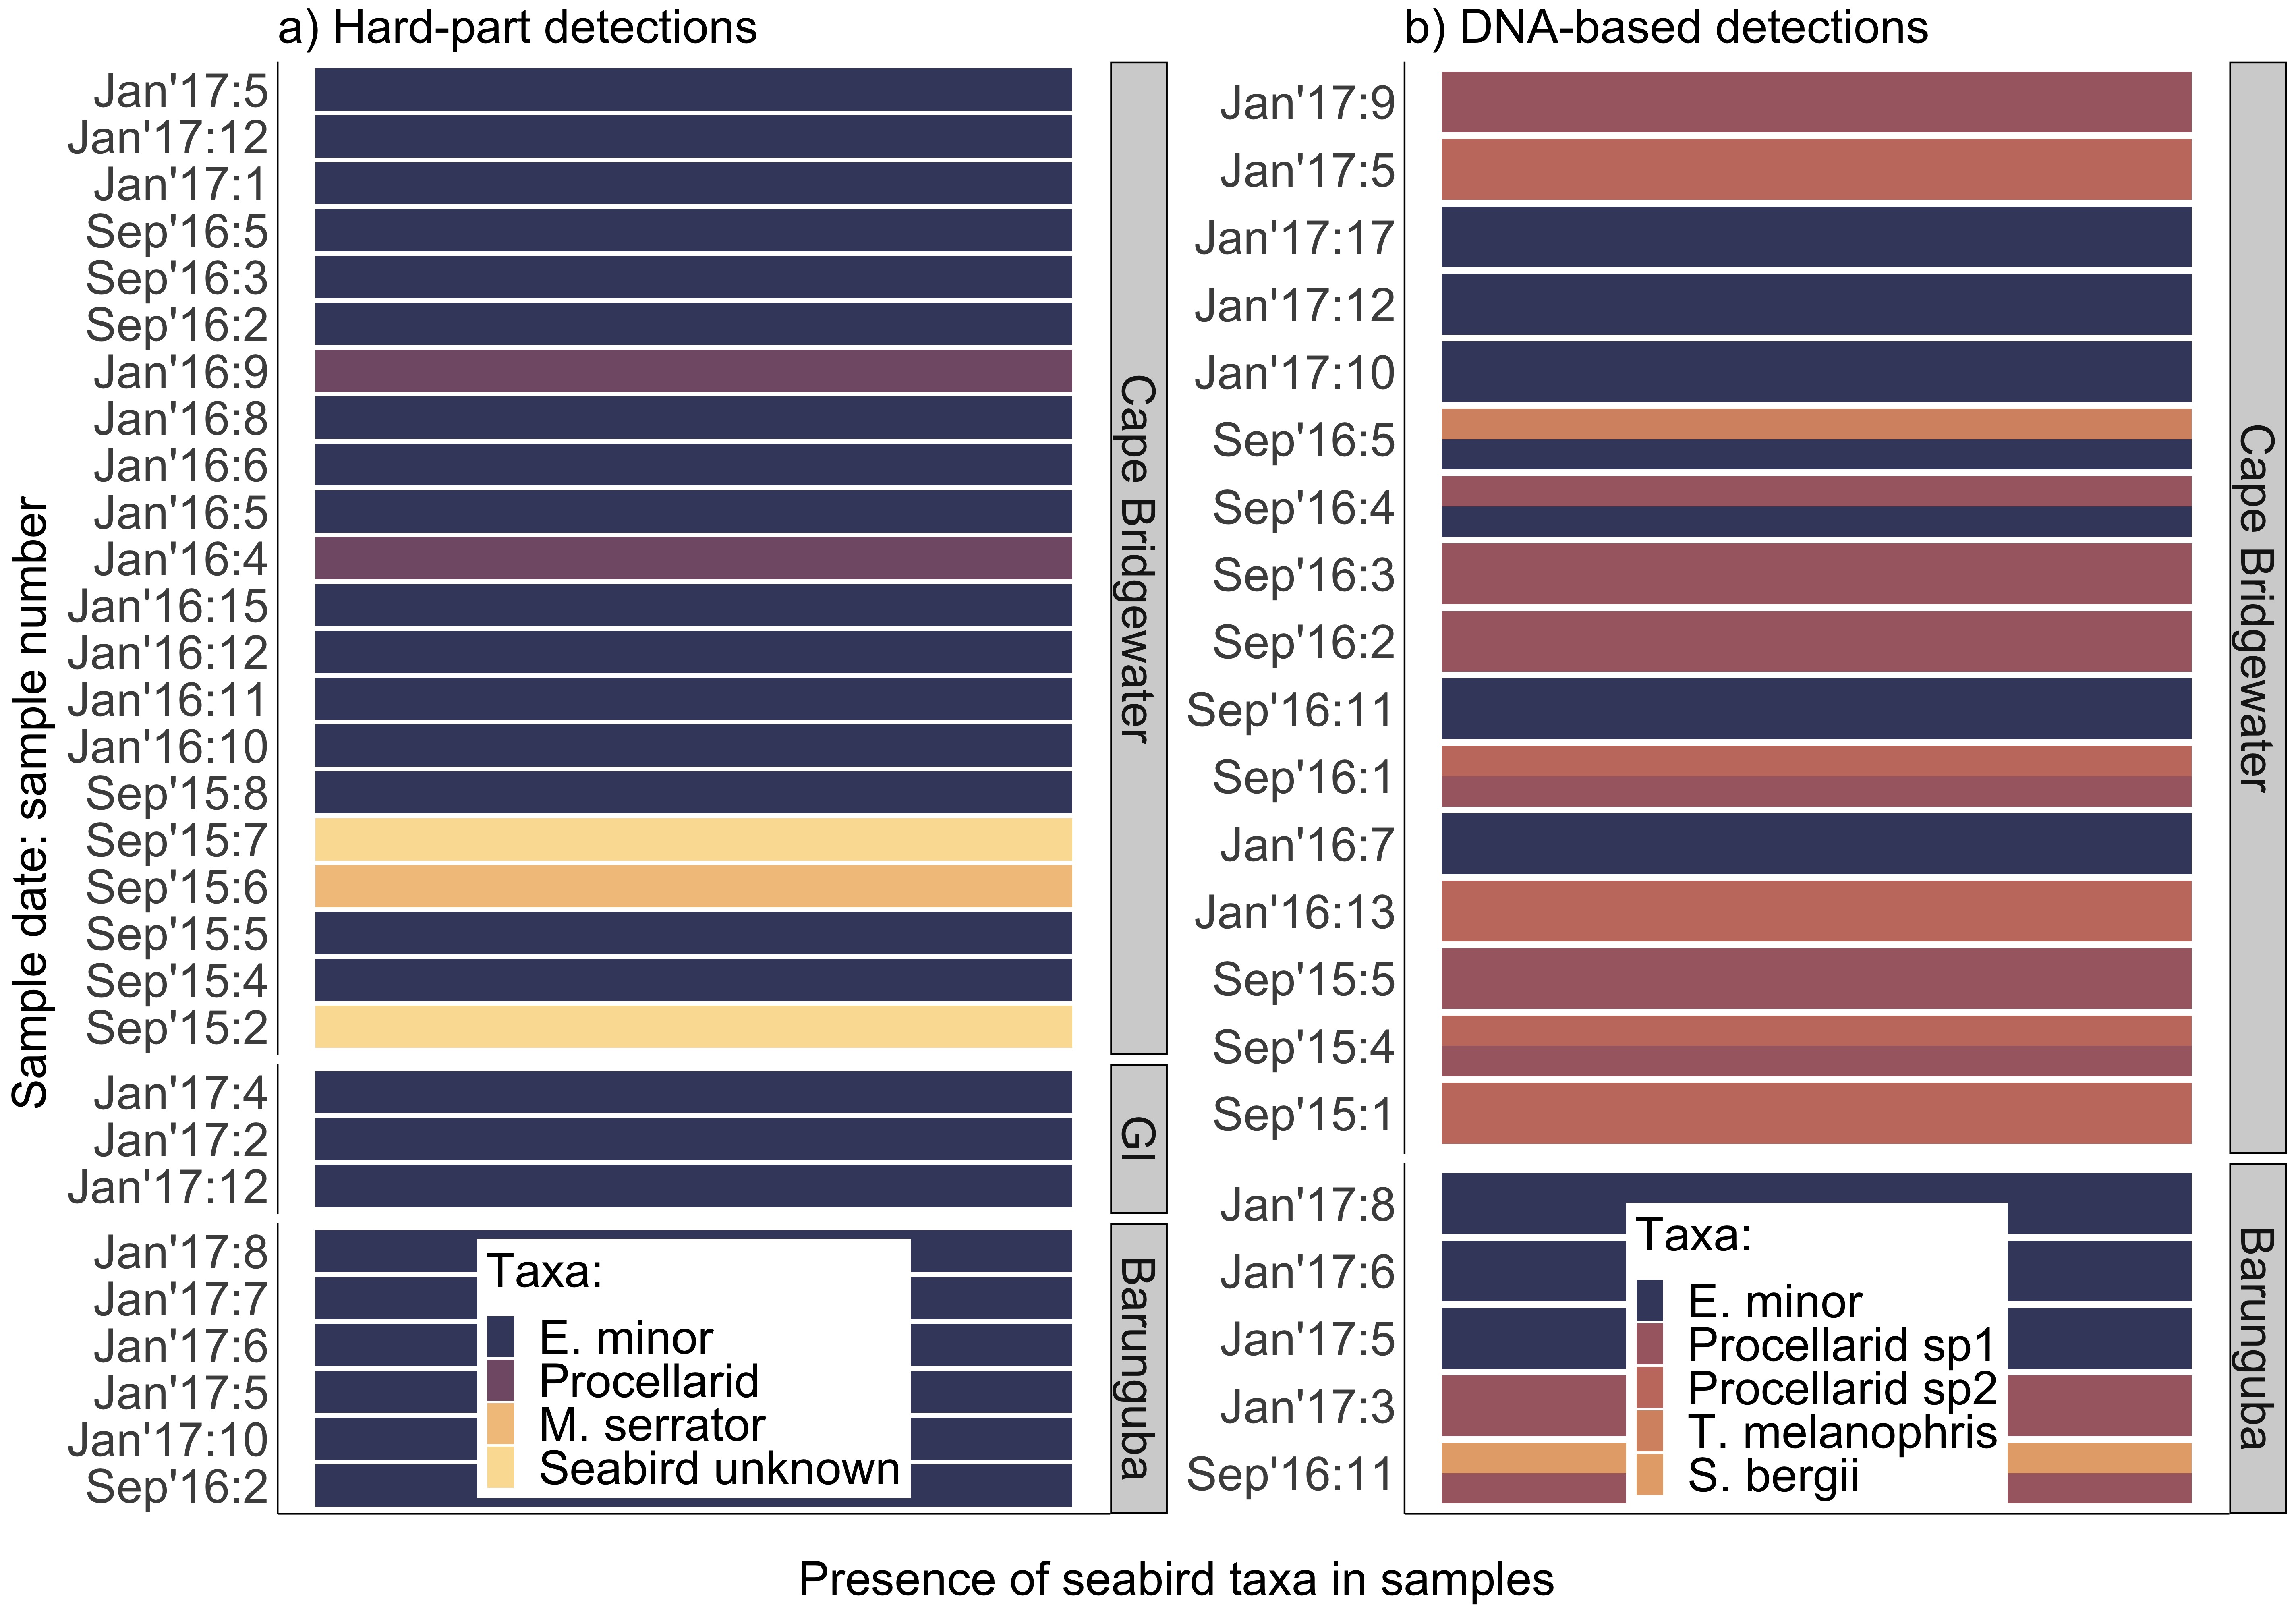 a) Hard-part detections
Jan'17:5
Jan'17:12
Jan'17:1
Sep'16:5
Sep'16:3
Sep'16:2
Jan'16:9
Jan'16:8
Jan'16:6
Jan'16:5
Jan'16:4
Jan'16:15
Jan'16:12
Jan'16:11
Jan'16:10
Sep'15:8
Sep'15:7
Sep'15:6
Sep'15:5
Sep'15:4
Sep'15:2
Cape Bridgewater
Jan'17:4
Jan'17:2
Jan'17:12
GI
Jan'17:8
Jan'17:7
Jan'17:6
Jan'17:5
Jan'17:10
Sep'16:2
Barunguba
Taxa:
E. minor
Procellarid
M. serrator
Seabird unknown
Sample date: sample number
b) DNA-based detections
Jan'17:9
Jan'17:5
Jan'17:17
Jan'17:12
Jan'17:10
Sep'16:5
Sep'16:4
Sep'16:3
Sep'16:2
Sep'16:11
Sep'16:1
Jan'16:7
Jan'16:13
Sep'15:5
Sep'15:4
Sep'15:1
Cape Bridgewater
Jan'17:8
Jan'17:6
Jan'17:5
Jan'17:3
Sep'16:11
Barunguba
Taxa:
E. minor
Procellarid sp1
Procellarid sp2
T. melanophris
S. bergii
Presence of seabird taxa in samples